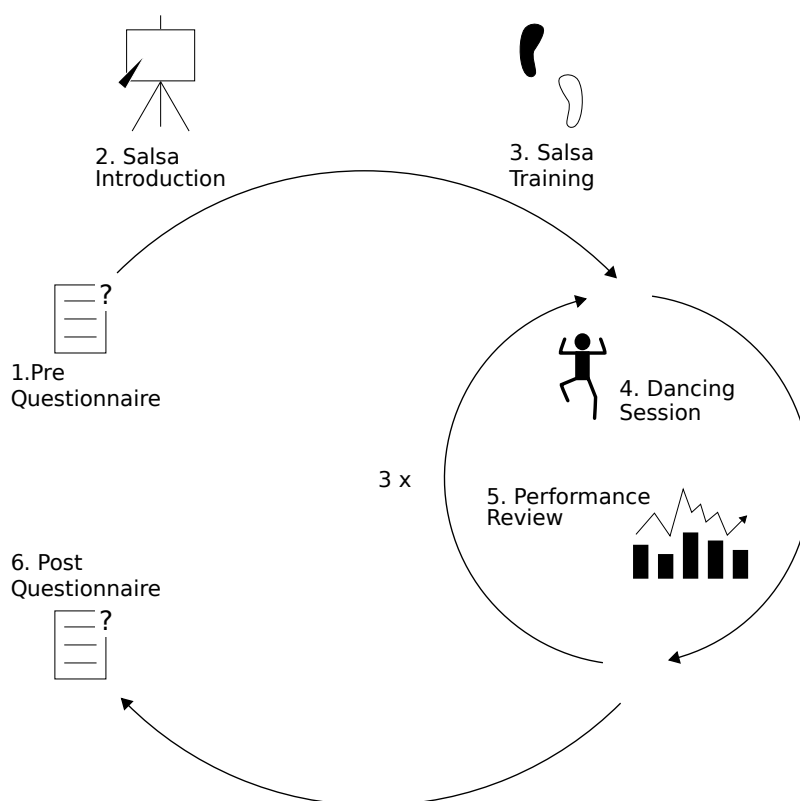 2. Salsa
Introduction
3. Salsa
Training
?
1.Pre
Questionnaire
4. Dancing
Session
3 x
5. Performance
Review
6. Post
Questionnaire
?